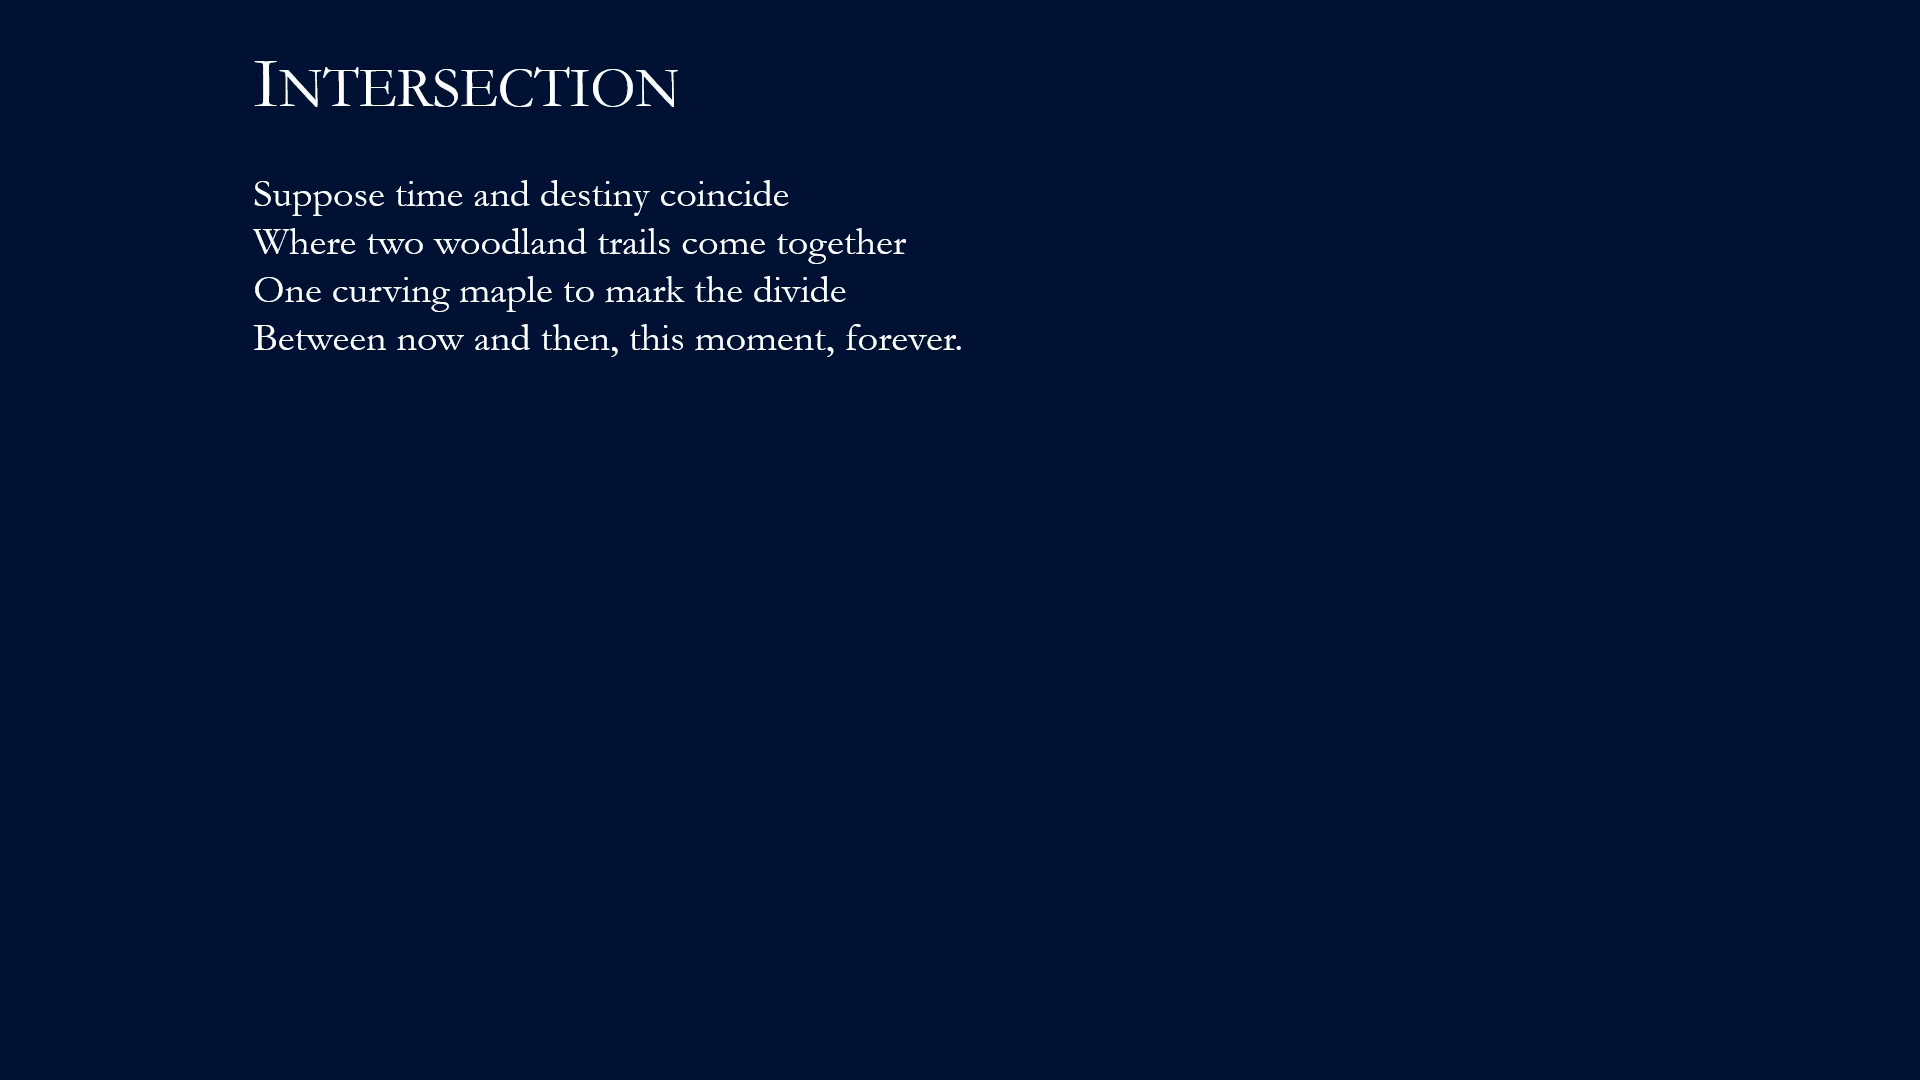 INTERSECTION
Suppose time and destiny coincide
Where two woodland trails come together
One curving maple to mark the divide
Between now and then, this moment, forever.